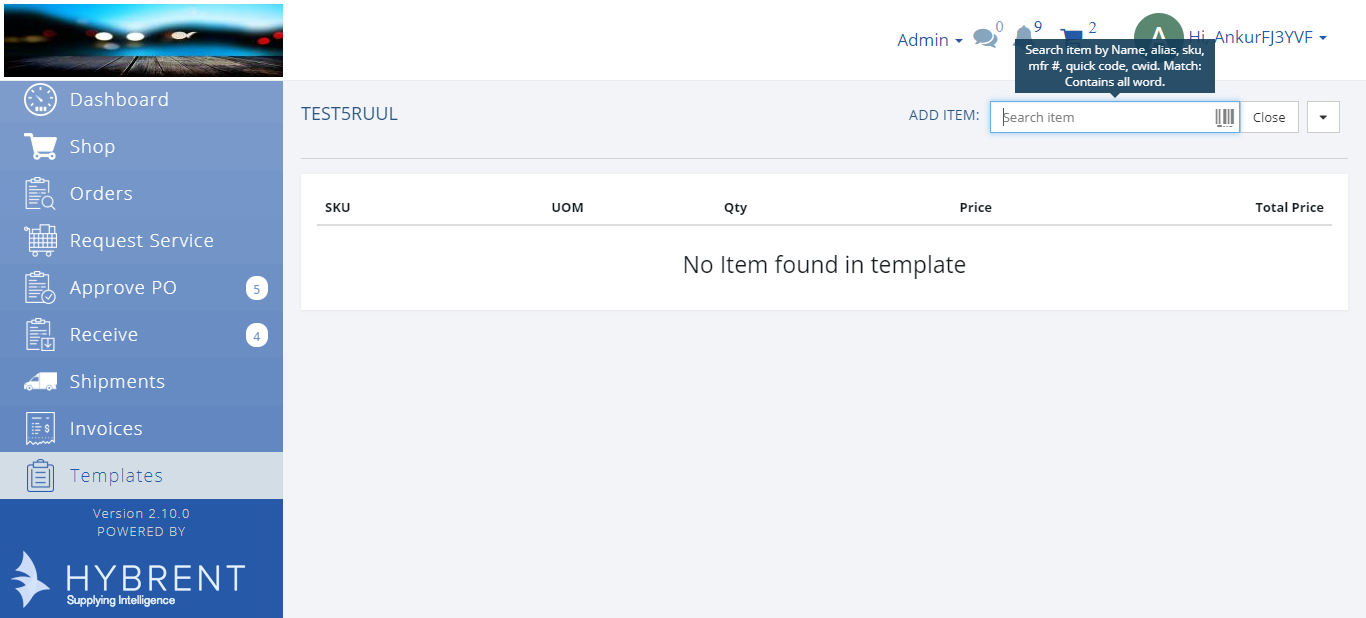 Admin
0
9
2
A
Hi, AnkurFJ3YVF
Search item by Name, alias, sku,
mfr #, quick code, cwid. Match:
Contains all word.
Dashboard
Shop
Orders
Request Service
Approve PO 5
Receive 4
Shipments
Invoices
Templates
Version 2.10.0
POWERED BY
HYBRENT
Supplying Intelligence
TEST5RUUL
ADD ITEM: Search item Close
SKU UOM Qty Price Total Price
No Item found in template